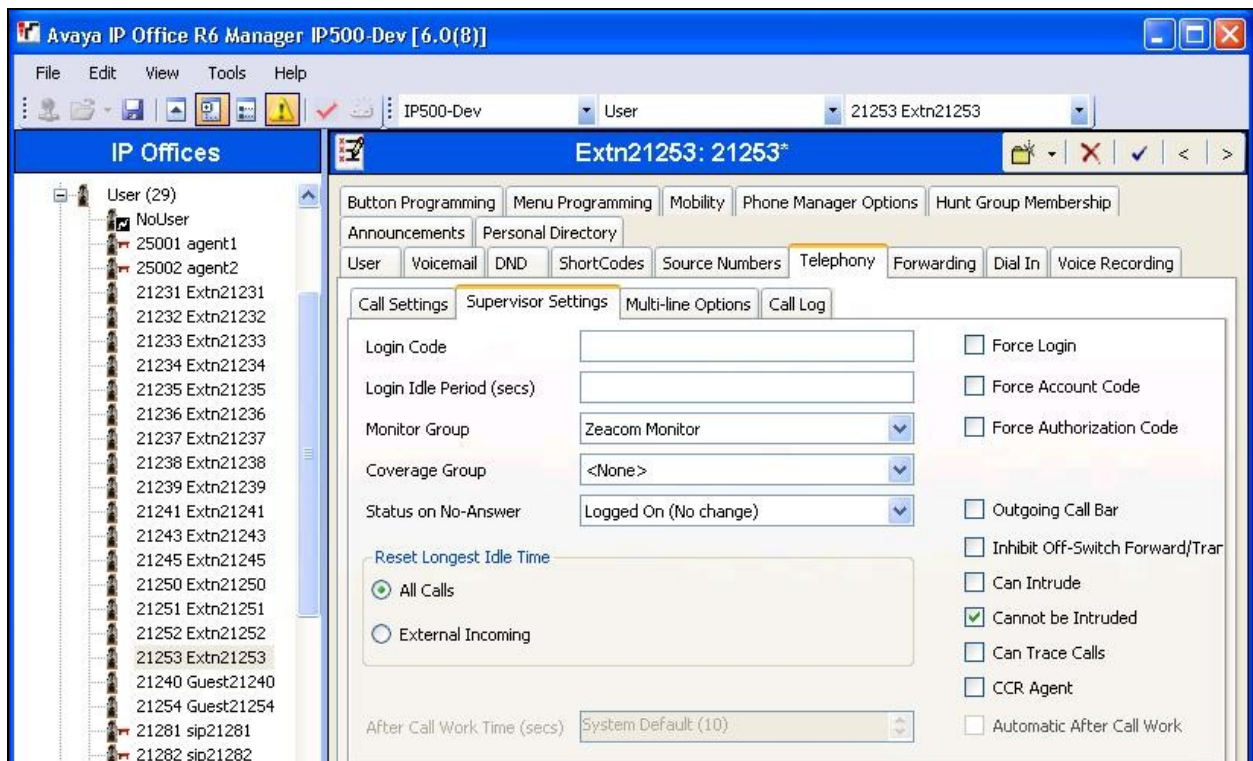 Avaya IP Office R6 Manager IP500-Dev [6.0(8)]
File Edit View Tools Help
IP500-Dev User 21253 Extn21253
IP Offices
User (29)
NoUser
25001 agent1
25002 agent2
21231 Extn21231
21232 Extn21232
21233 Extn21233
21234 Extn21234
21235 Extn21235
21236 Extn21236
21237 Extn21237
21238 Extn21238
21239 Extn21239
21241 Extn21241
21243 Extn21243
21245 Extn21245
21250 Extn21250
21251 Extn21251
21252 Extn21252
21253 Extn21253
21240 Guest21240
21254 Guest21254
21281 sip21281
21282 sip21282
Extn21253: 21253*
Button Programming Menu Programming Mobility Phone Manager Options Hunt Group Membership
Announcements Personal Directory
User Voicemail DND ShortCodes Source Numbers Telephony Forwarding Dial In Voice Recording
Call Settings Supervisor Settings Multi-line Options Call Log
Login Code
Login Idle Period (secs)
Monitor Group Zeacom Monitor
Coverage Group <None>
Status on No-Answer Logged On (No change)
Reset Longest Idle Time
All Calls
External Incoming
After Call Work Time (secs) System Default (10)
Force Login
Force Account Code
Force Authorization Code
Outgoing Call Bar
Inhibit Off-Switch Forward/Tran
Can Intrude
Cannot be Intruded
Can Trace Calls
CCR Agent
Automatic After Call Work